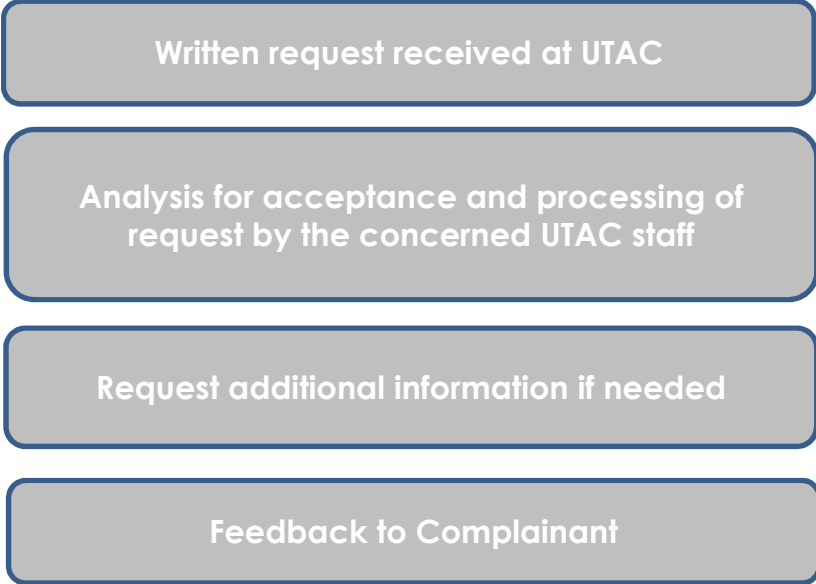 Written request received at UTAC
Analysis for acceptance and processing of
request by the concerned UTAC staff
Request additional information if needed
Feedback to Complainant